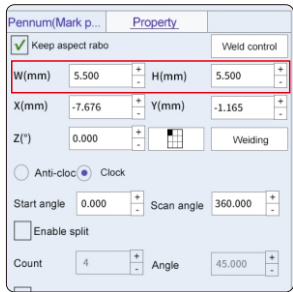 Pennum(Mark p... Property
Keep aspect rabo Weld control
W(mm) 5.500 + - H(mm) 5.500 + -
X(mm) -7.676 + - Y(mm) -1.165 + -
Z(°) 0.000 + - Weiding
Anti-cloc Clock
Start angle 0.000 + - Scan angle 360.000 + -
Enable split
Count 4 + - Angle 45.000 + -